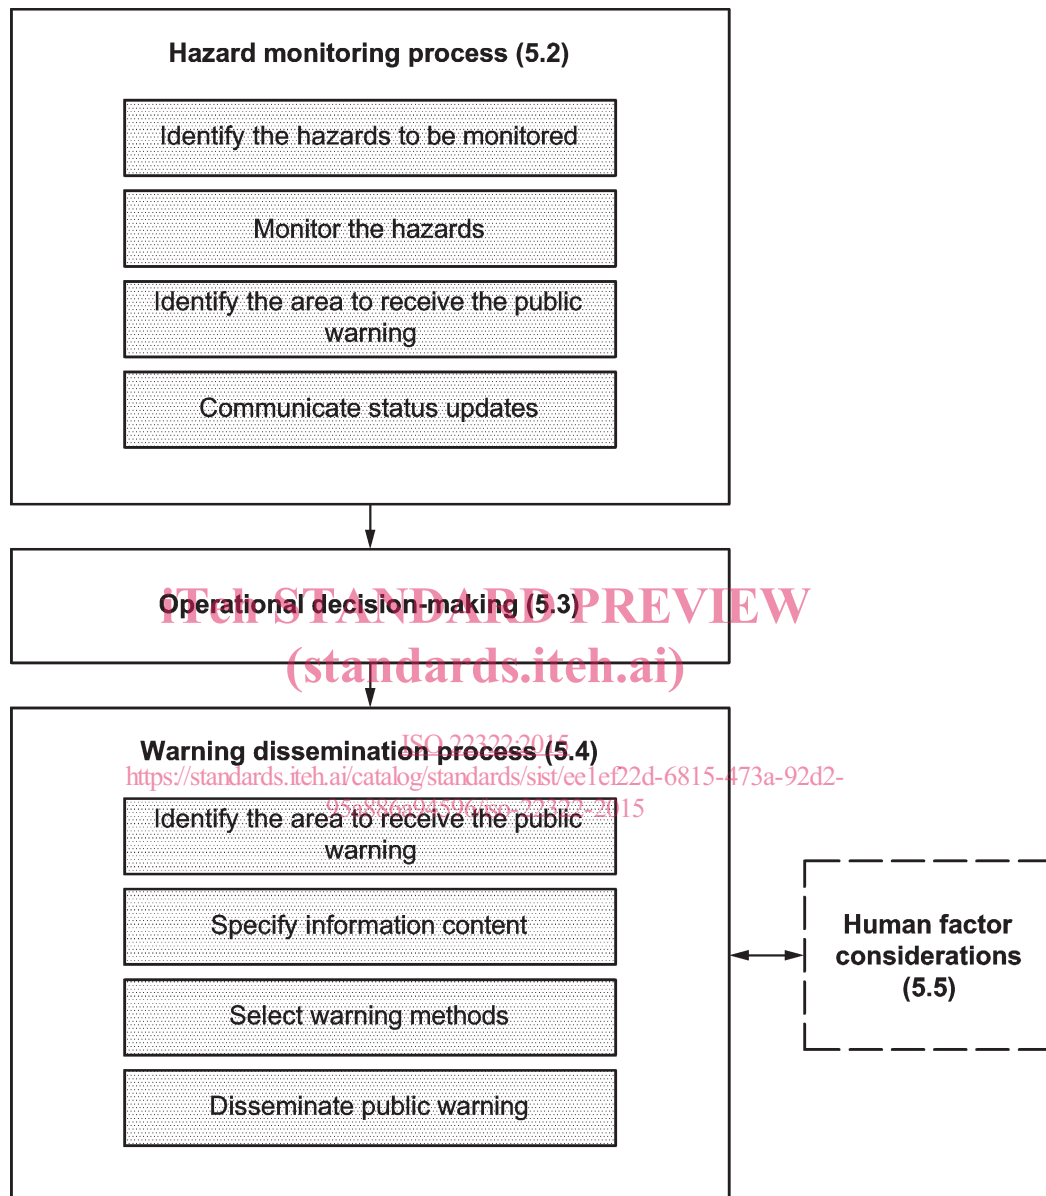 Hazard monitoring process (5.2)
Identify the hazards to be monitored
Monitor the hazards
Identify the area to receive the public
warning
Communicate status updates
Operational decision-making (5.3)
iTeh STANDARD PREVIEW
(standards.iteh.ai)
Warning dissemination process (5.4)
ISO 22322:2015
https://standards.iteh.ai/catalog/standards/sist/ee1ef22d-6815-473a-92d2-
95a886a94596/iso-22322-2015
Identify the area to receive the public
warning
Specify information content
Human factor
considerations
(5.5)
Select warning methods
Disseminate public warning